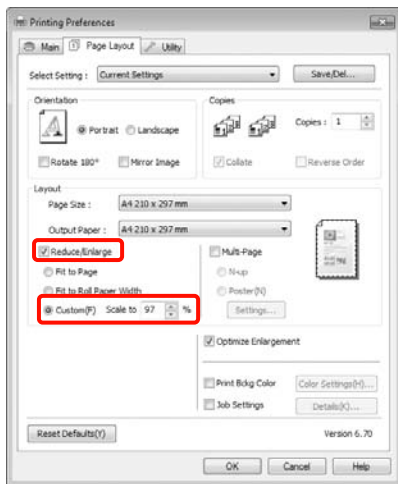 Printing Preferences
Main Page Layout Utility
Select Setting : Current Settings Save/Del...
Orientation Copies
Portrait Landscape Copies : 1
Rotate 180° Mirror Image Collate Reverse Order
Layout
Page Size : A4 210 x 297 mm
Output Paper : A4 210 x 297 mm
Reduce/Enlarge Multi-Page
Fit to Page N-up
Fit to Roll Paper Width Poster(N)
Custom(F) Scale to 97 % Settings...
Optimize Enlargement
Print Bckg Color Color Settings(H)...
Job Settings Details(K)...
Reset Defaults(Y) Version 6.70
OK Cancel Help